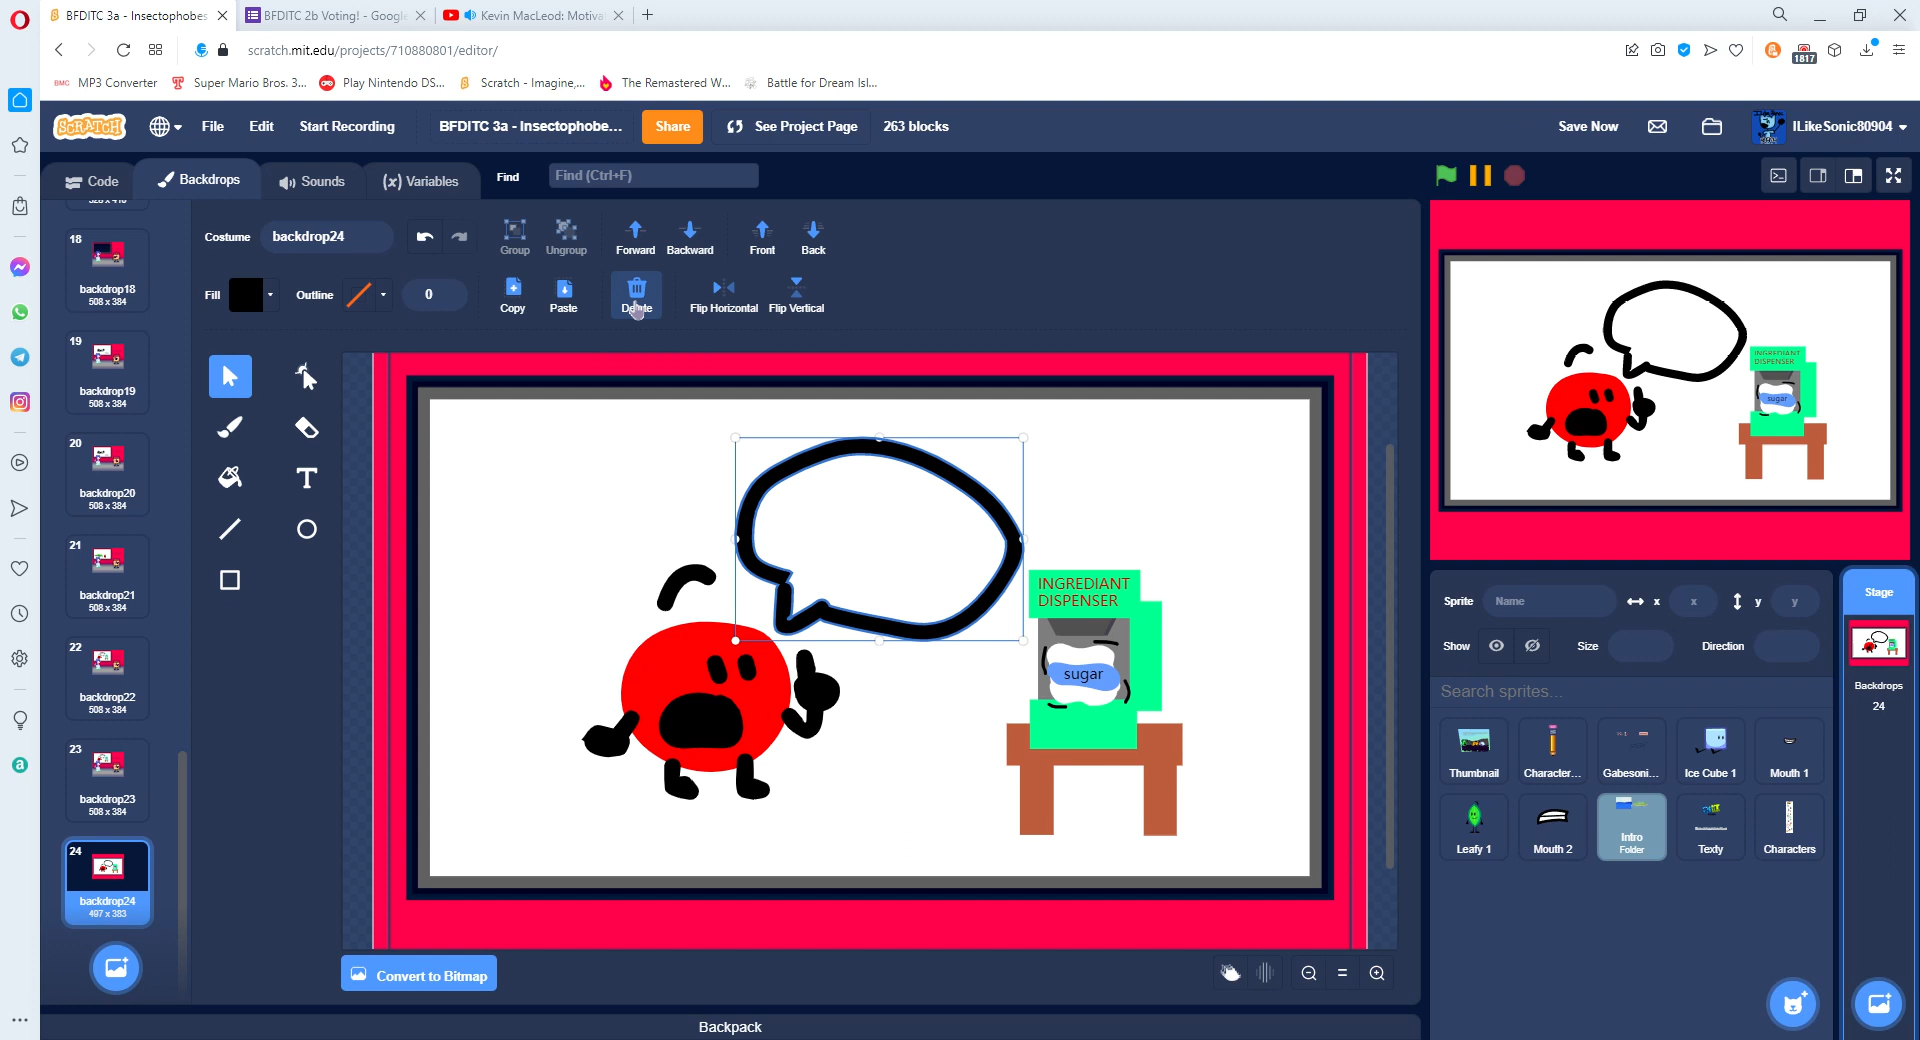 BFDITC 3a - Insectophobes
BFDITC 2b Voting! - Google
Kevin MacLeod: Motiva
scratch.mit.edu/projects/710880801/editor/
1817
BMC MP3 Converter
Super Mario Bros. 3...
Play Nintendo DS...
Scratch - Imagine,...
The Remastered W...
Battle for Dream Isl...
SCRATCH
File
Edit
Start Recording
BFDITC 3a - Insectophobe...
Share
See Project Page
263 blocks
Save Now
ILikeSonic80904
Code
Backdrops
Sounds
(x) Variables
Find
Find (Ctrl+F)
Costume
backdrop24
Group
Ungroup
Forward
Backward
Front
Back
Fill
Outline
0
Copy
Paste
Delete
Flip Horizontal
Flip Vertical
18
backdrop18
508 x 384
19
backdrop19
508 x 384
20
backdrop20
508 x 384
21
backdrop21
508 x 384
22
backdrop22
508 x 384
23
backdrop23
508 x 384
24
backdrop24
497 x 383
T
INGREDIANT
DISPENSER
sugar
INGREDIANT
DISPENSER
sugar
Convert to Bitmap
Backpack
Sprite
Name
x
x
y
y
Show
Size
Direction
Search sprites...
Thumbnail
Character...
Gabesoni...
Ice Cube 1
Mouth 1
Leafy 1
Mouth 2
Intro
Folder
Texty
Characters
Stage
Backdrops
24